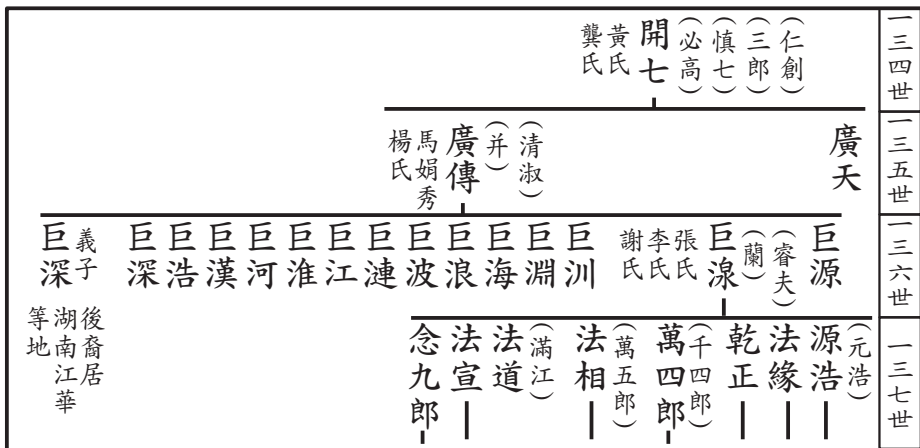 一三四世
(仁創)
(三郎)
(慎七)
(必高)
開七
黃氏
龔氏
一三五世
廣天
(清淑)
(并)
廣傳
馬娟秀
楊氏
一三六世
巨源
(睿夫)
(蘭)
巨湶
張氏
李氏
謝氏
巨汌
巨淵
巨海
巨浪
巨波
巨漣
巨江
巨淮
巨河
巨漢
巨浩
巨深
義子
巨深
後裔居
湖南江華
等地
一三七世
(元浩)
源浩
法緣
乾正
(千四郎)
萬四郎
(萬五郎)
法相
(滿江)
法道
法宣
念九郎